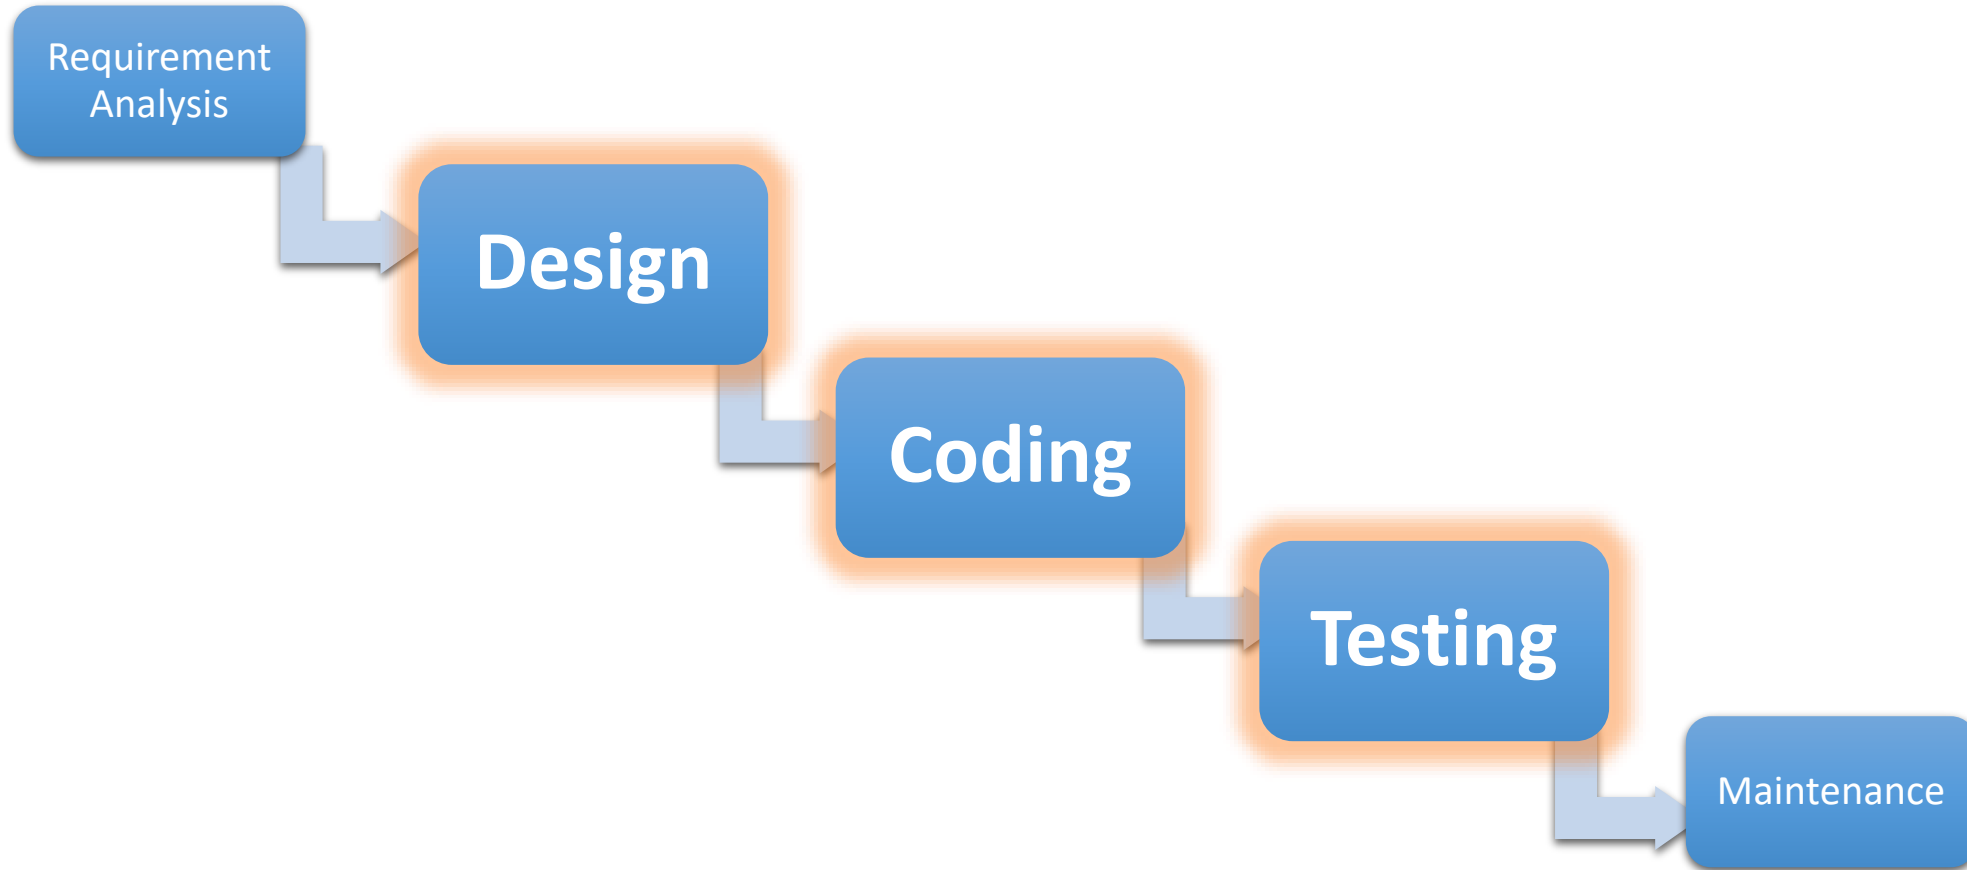 Requirement
Analysis
Design
Coding
Testing
Maintenance